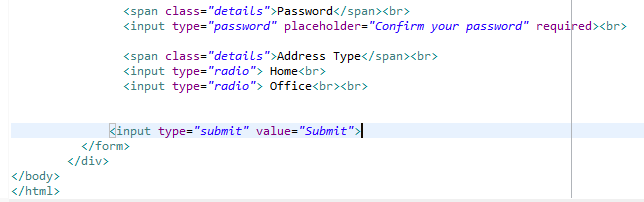 <span class="details">Password</span><br>
<input type="password" placeholder="Confirm your password" required><br>
<span class="details">Address Type</span><br>
<input type="radio"> Home<br>
<input type="radio"> Office<br><br>
<input type="submit" value="Submit">
</form>
</div>
</body>
</html>